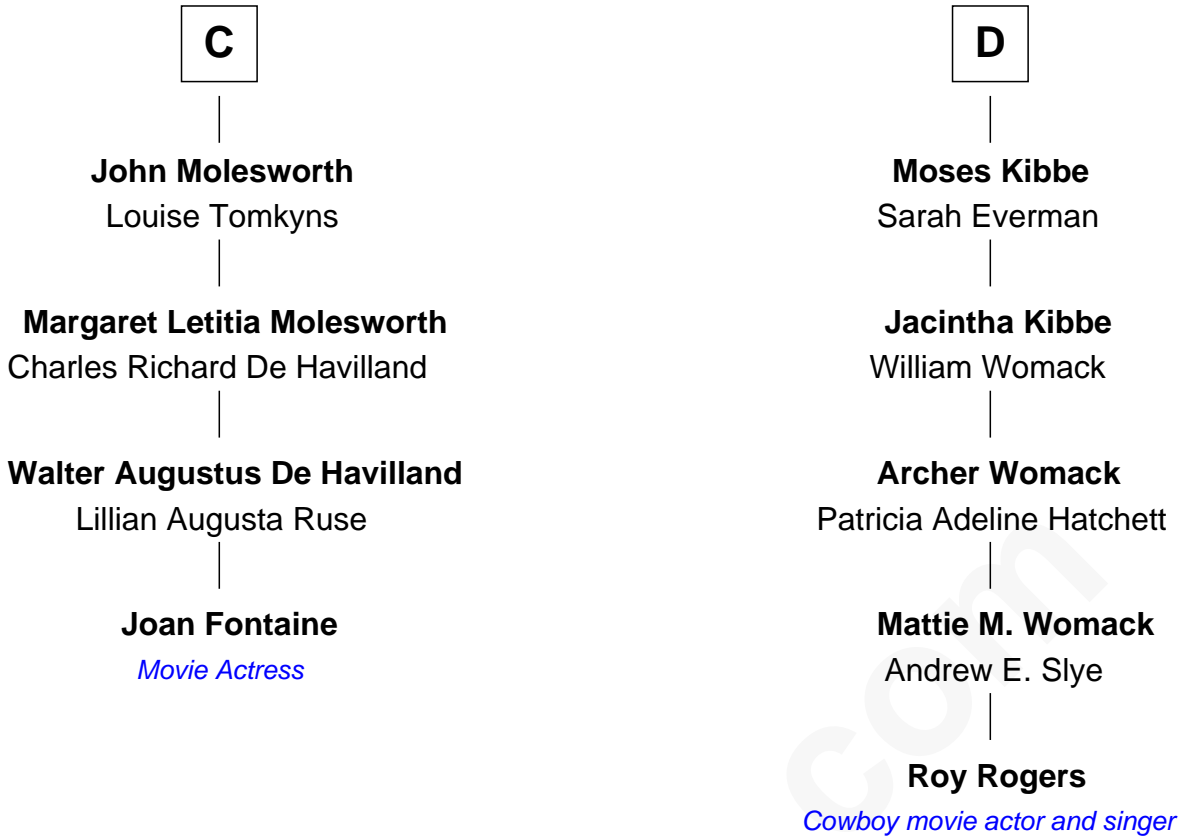 C
John Molesworth
Louise Tomkyns
Margaret Letitia Molesworth
Charles Richard De Havilland
Walter Augustus De Havilland
Lillian Augusta Ruse
Joan Fontaine
Movie Actress
D
Moses Kibbe
Sarah Everman
Jacintha Kibbe
William Womack
Archer Womack
Patricia Adeline Hatchett
Mattie M. Womack
Andrew E. Slye
Roy Rogers
Cowboy movie actor and singer
com